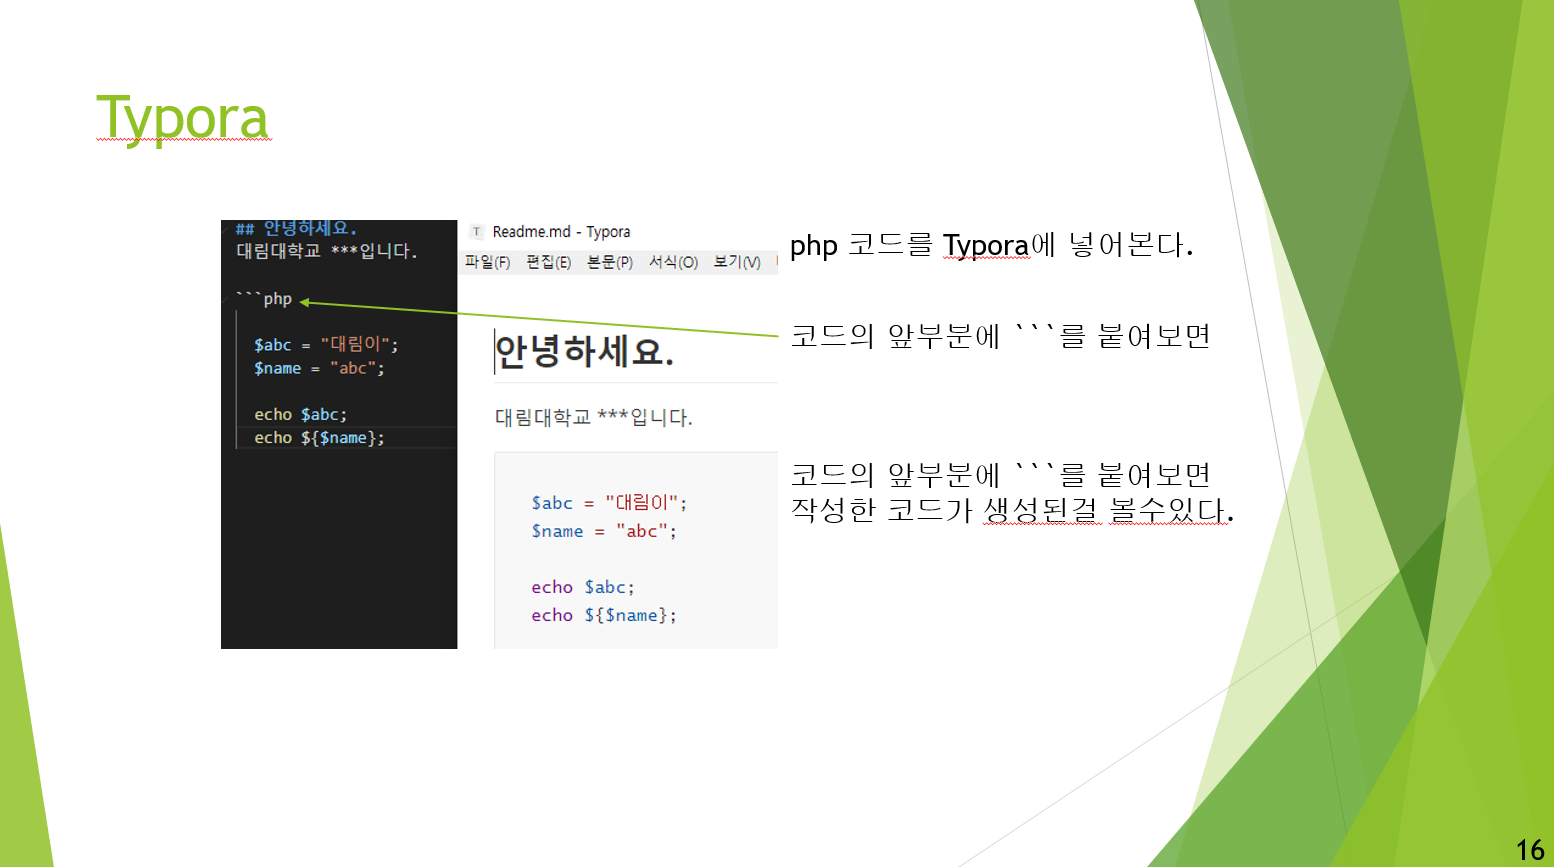 Typora
## 안녕하세요.
대림대학교 ***입니다.
```php
$abc = "대림이";
$name = "abc";
echo $abc;
echo ${$name};
Readme.md - Typora
파일(F) 편집(E) 본문(P) 서식(O) 보기(V)
안녕하세요.
대림대학교 ***입니다.
$abc = "대림이";
$name = "abc";
echo $abc;
echo ${$name};
php 코드를 Typora에 넣어본다.
코드의 앞부분에 ```를 붙여보면
코드의 앞부분에 ```를 붙여보면
작성한 코드가 생성된걸 볼수있다.
16